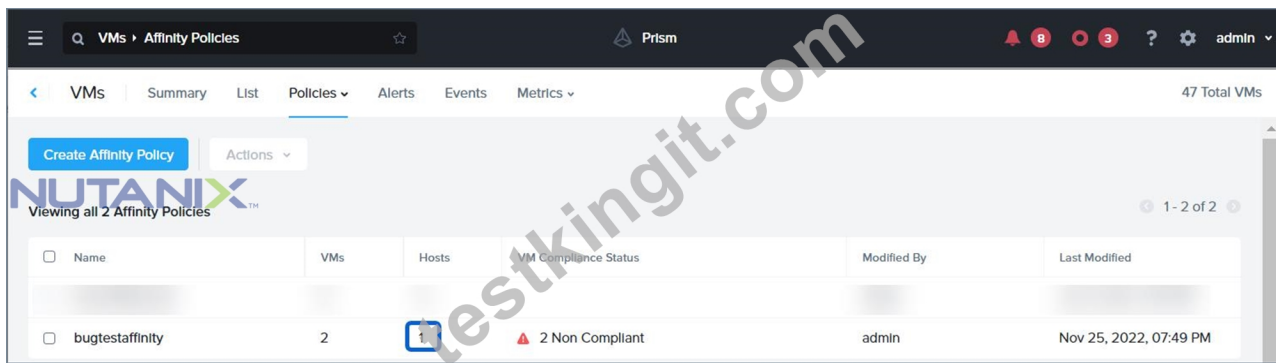 VMs › Affinity Policies
Prism
8
3
?
admin
VMs
Summary
List
Policies
Alerts
Events
Metrics
47 Total VMs
Create Affinity Policy
Actions
NUTANIX™
Viewing all 2 Affinity Policies
1 - 2 of 2
Name
VMs
Hosts
VM Compliance Status
Modified By
Last Modified
bugtestaffinity
2
1
2 Non Compliant
admin
Nov 25, 2022, 07:49 PM
testkingit.com